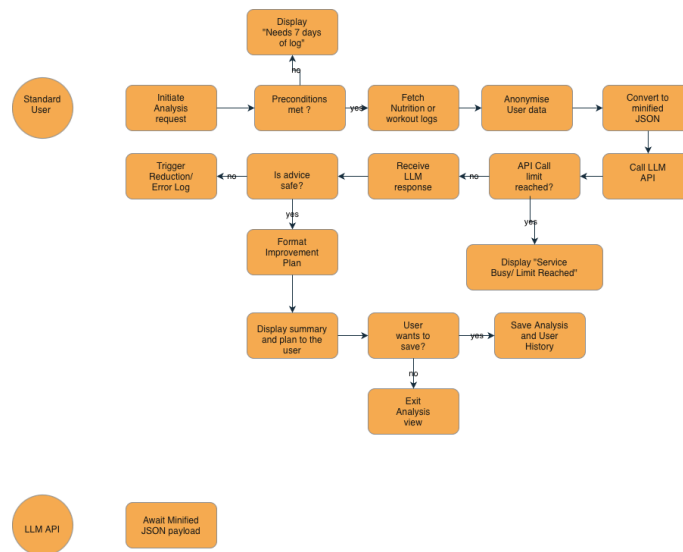 Display
"Needs 7 days
of log"
no
Standard
User
Initiate
Analysis
request
Preconditions
met ?
yes
Fetch
Nutrition or
workout logs
Anonymise
User data
Convert to
minified
JSON
Trigger
Reduction/
Error Log
no
Is advice
safe?
Receive
LLM
response
no
API Call
limit
reached?
Call LLM
API
yes
yes
Format
Improvement
Plan
Display "Service
Busy/ Limit Reached"
Display summary
and plan to the
user
User
wants to
save?
yes
Save Analysis
and User
History
no
Exit
Analysis
view
LLM API
Await Minified
JSON payload